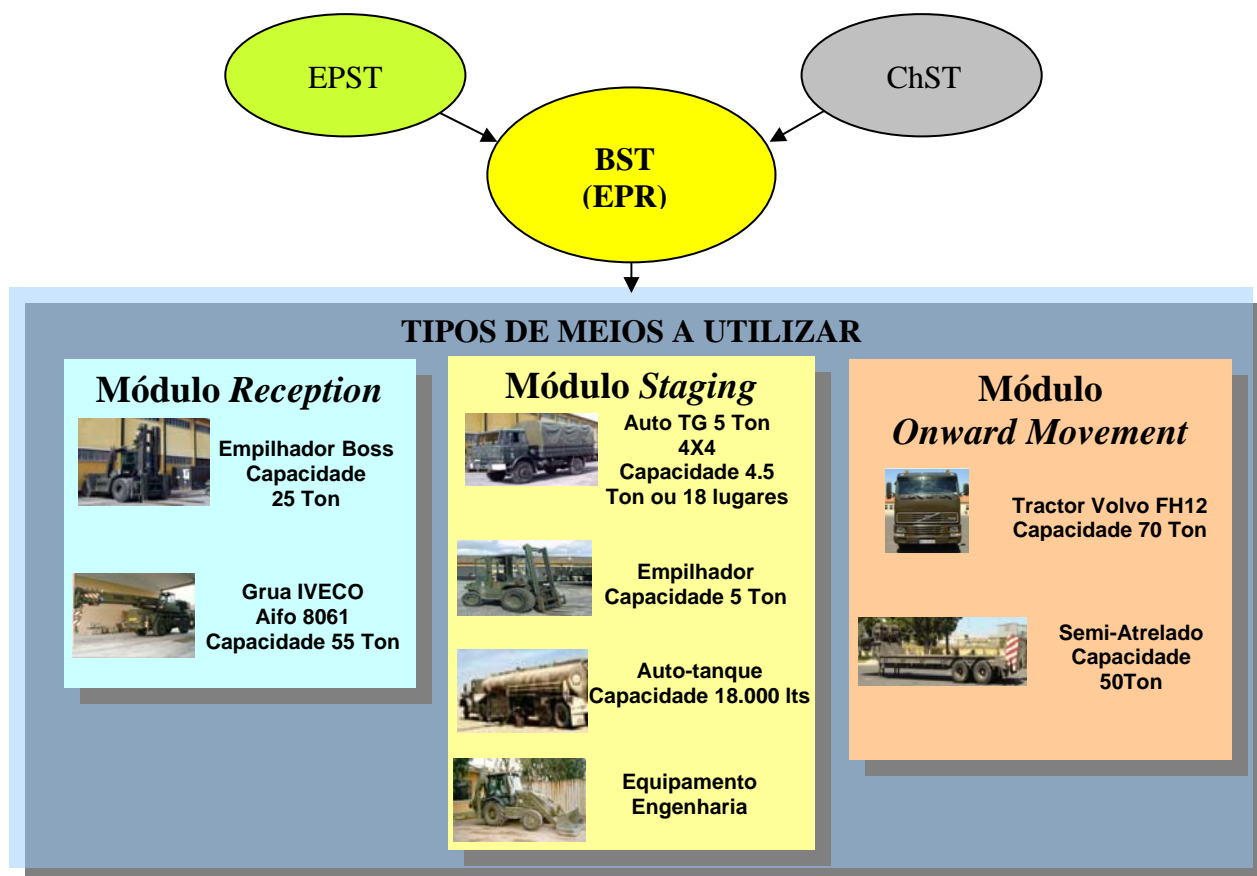 EPST
ChST
BST
(EPR)
TIPOS DE MEIOS A UTILIZAR
Módulo Reception
Empilhador Boss
Capacidade
25 Ton
Grua IVECO
Aifo 8061
Capacidade 55 Ton
Módulo Staging
Auto TG 5 Ton
4X4
Capacidade 4.5
Ton ou 18 lugares
Empilhador
Capacidade 5 Ton
Auto-tanque
Capacidade 18.000 lts
Equipamento
Engenharia
Módulo
Onward Movement
Tractor Volvo FH12
Capacidade 70 Ton
Semi-Atrelado
Capacidade
50Ton